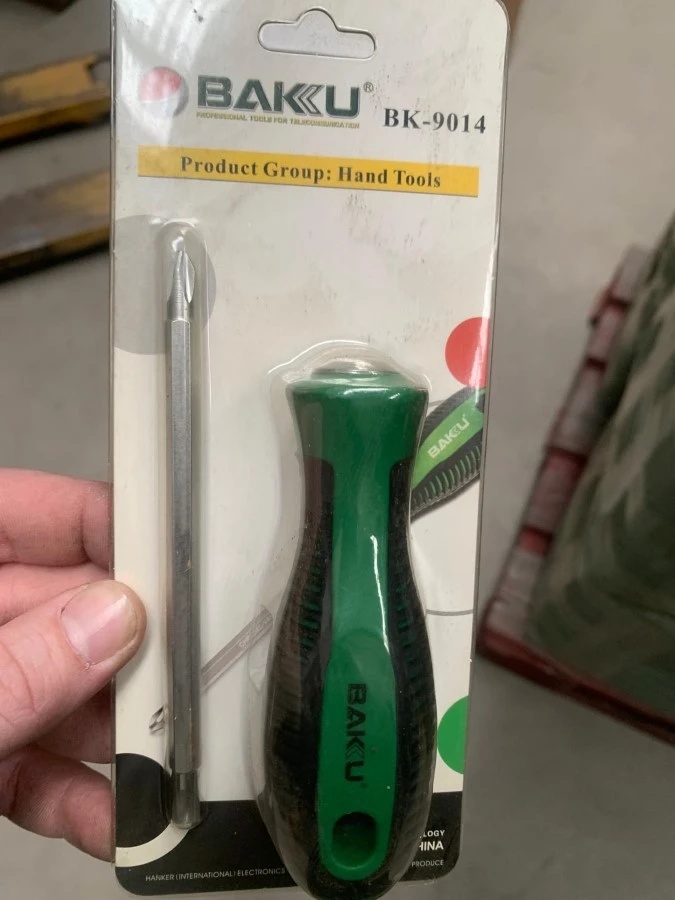 BAKU®
PROFESSIONAL TOOLS FOR TELECOMMUNICATION
BK-9014
Product Group: Hand Tools
BAKU
BAKU
LOGY
HINA
HANKER (INTERNATIONAL) ELECTRONICS
PRODUCE